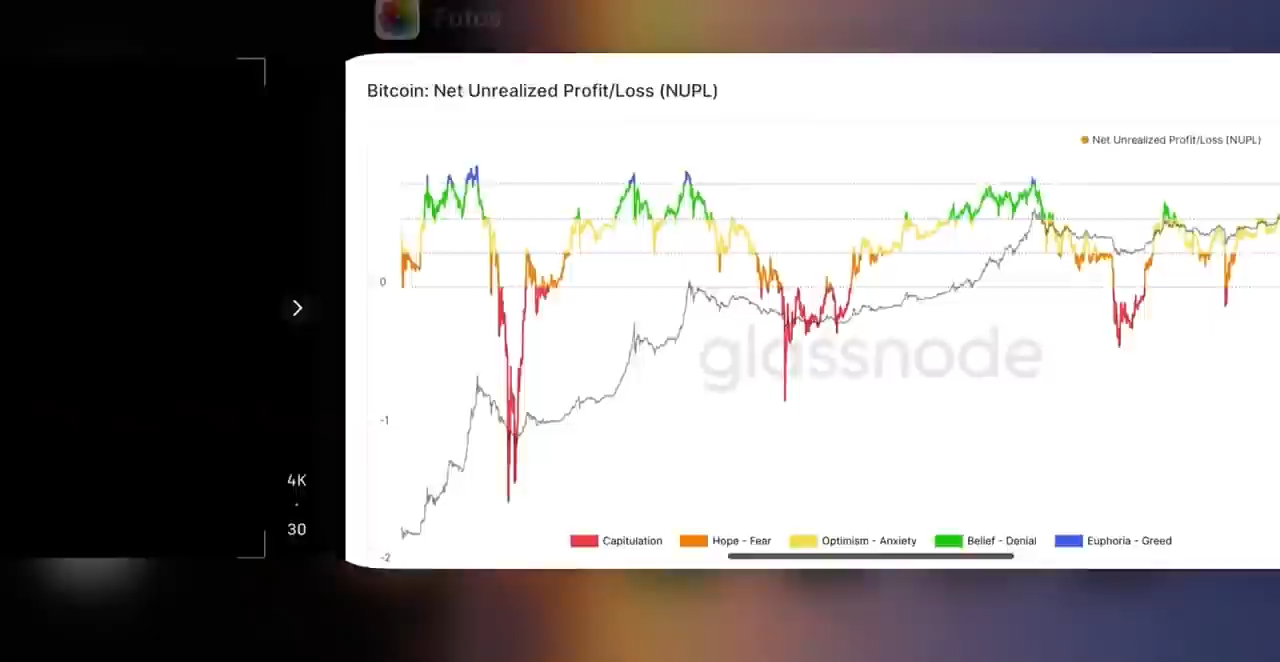 Fotos
Bitcoin: Net Unrealized Profit/Loss (NUPL)
Net Unrealized Profit/Loss (NUPL)
0
glassnode
-1
4K
30
Capitulation
Hope - Fear
Optimism - Anxiety
Belief - Denial
Euphoria - Greed
-2